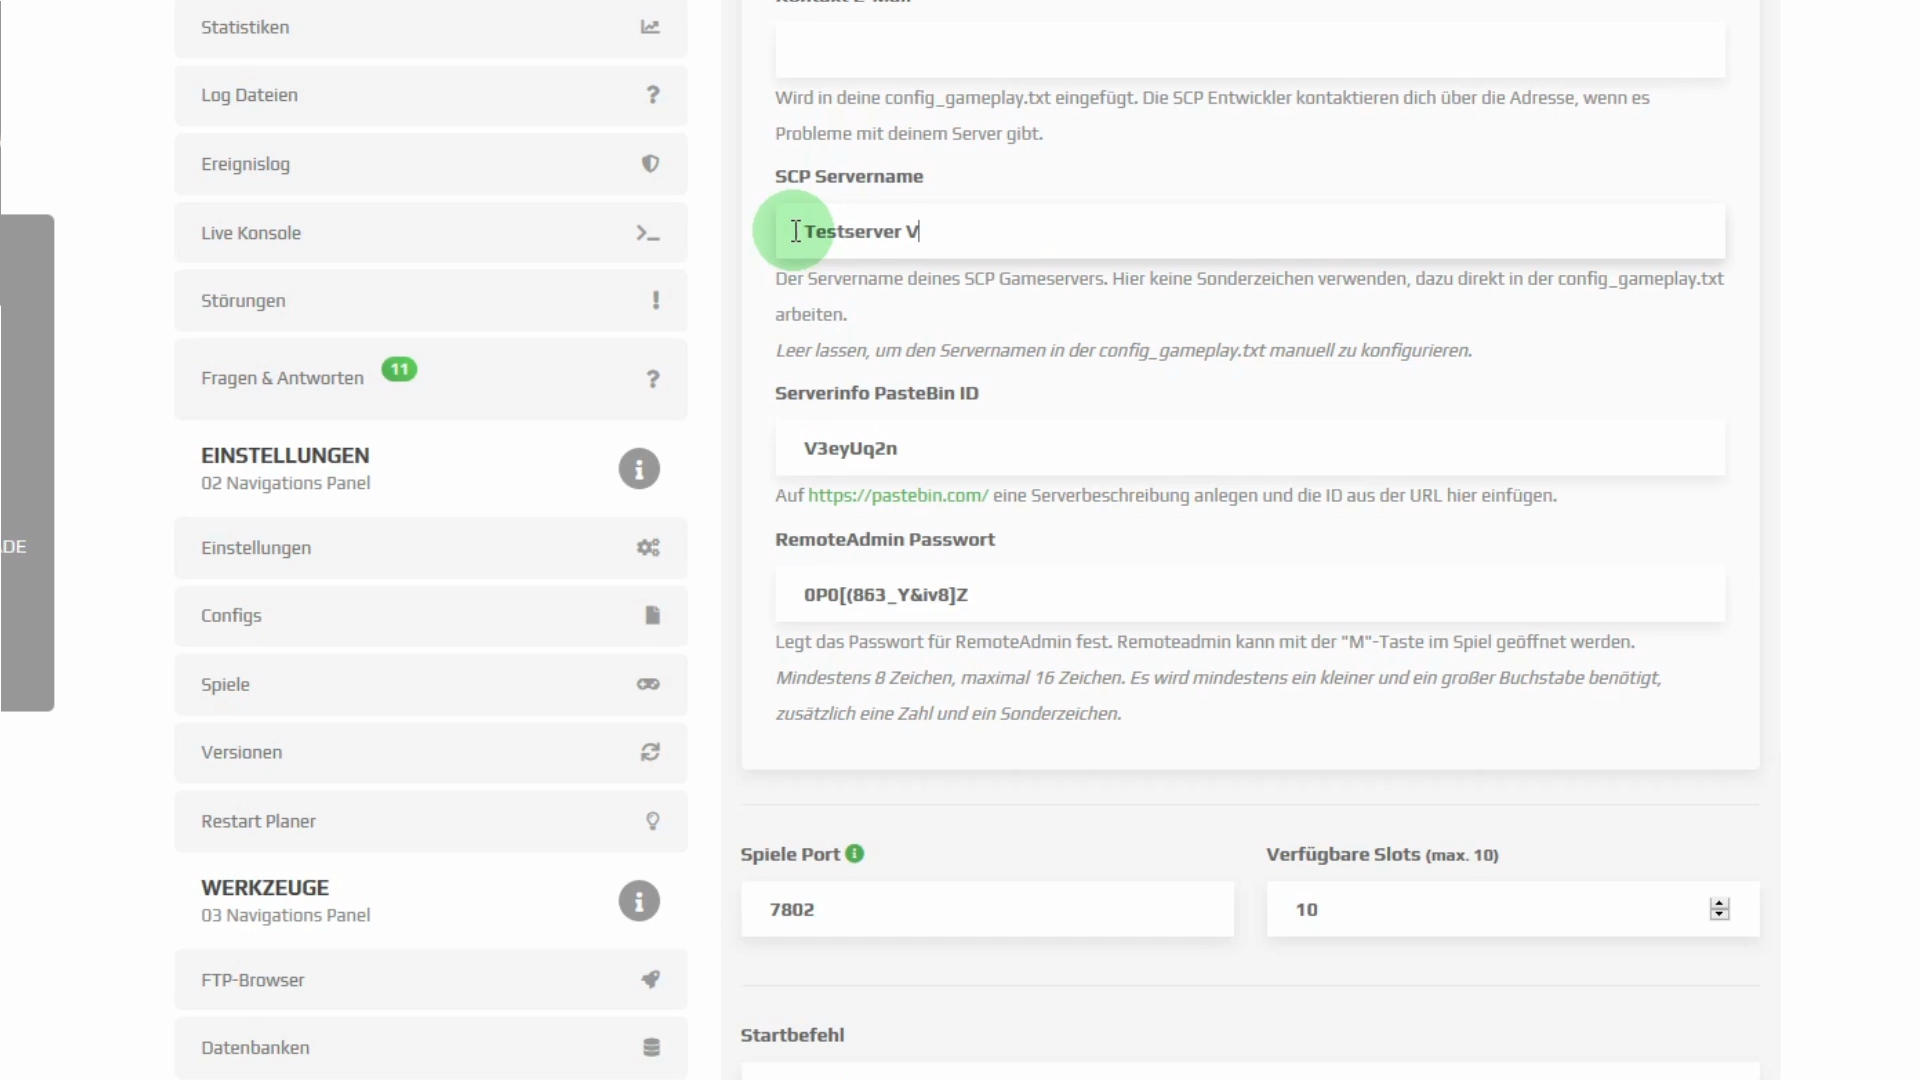 Statistiken
Log Dateien
Ereignislog
Live Konsole
Störungen
Fragen & Antworten 11
EINSTELLUNGEN
02 Navigations Panel
Einstellungen
Configs
Spiele
Versionen
Restart Planer
WERKZEUGE
03 Navigations Panel
FTP-Browser
Datenbanken
DE
Wird in deine config_gameplay.txt eingefügt. Die SCP Entwickler kontaktieren dich über die Adresse, wenn es
Probleme mit deinem Server gibt.
SCP Servername
Testserver V
Der Servername deines SCP Gameservers. Hier keine Sonderzeichen verwenden, dazu direkt in der config_gameplay.txt
arbeiten.
Leer lassen, um den Servernamen in der config_gameplay.txt manuell zu konfigurieren.
Serverinfo PasteBin ID
V3eyUq2n
Auf https://pastebin.com/ eine Serverbeschreibung anlegen und die ID aus der URL hier einfügen.
RemoteAdmin Passwort
0P0[(863_Y&iv8]Z
Legt das Passwort für RemoteAdmin fest. Remoteadmin kann mit der "M"-Taste im Spiel geöffnet werden.
Mindestens 8 Zeichen, maximal 16 Zeichen. Es wird mindestens ein kleiner und ein großer Buchstabe benötigt,
zusätzlich eine Zahl und ein Sonderzeichen.
Spiele Port
7802
Verfügbare Slots (max. 10)
10
Startbefehl